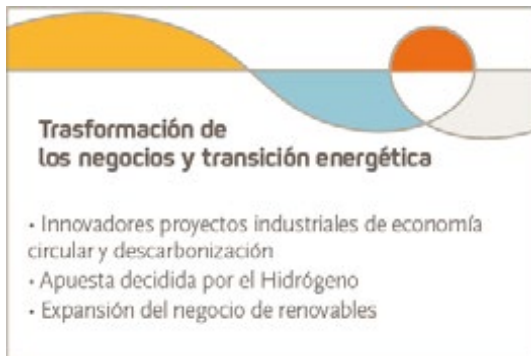 Trasformación de
los negocios y transición energética
• Innovadores proyectos industriales de economía
circular y descarbonización
• Apuesta decidida por el Hidrógeno
• Expansión del negocio de renovables